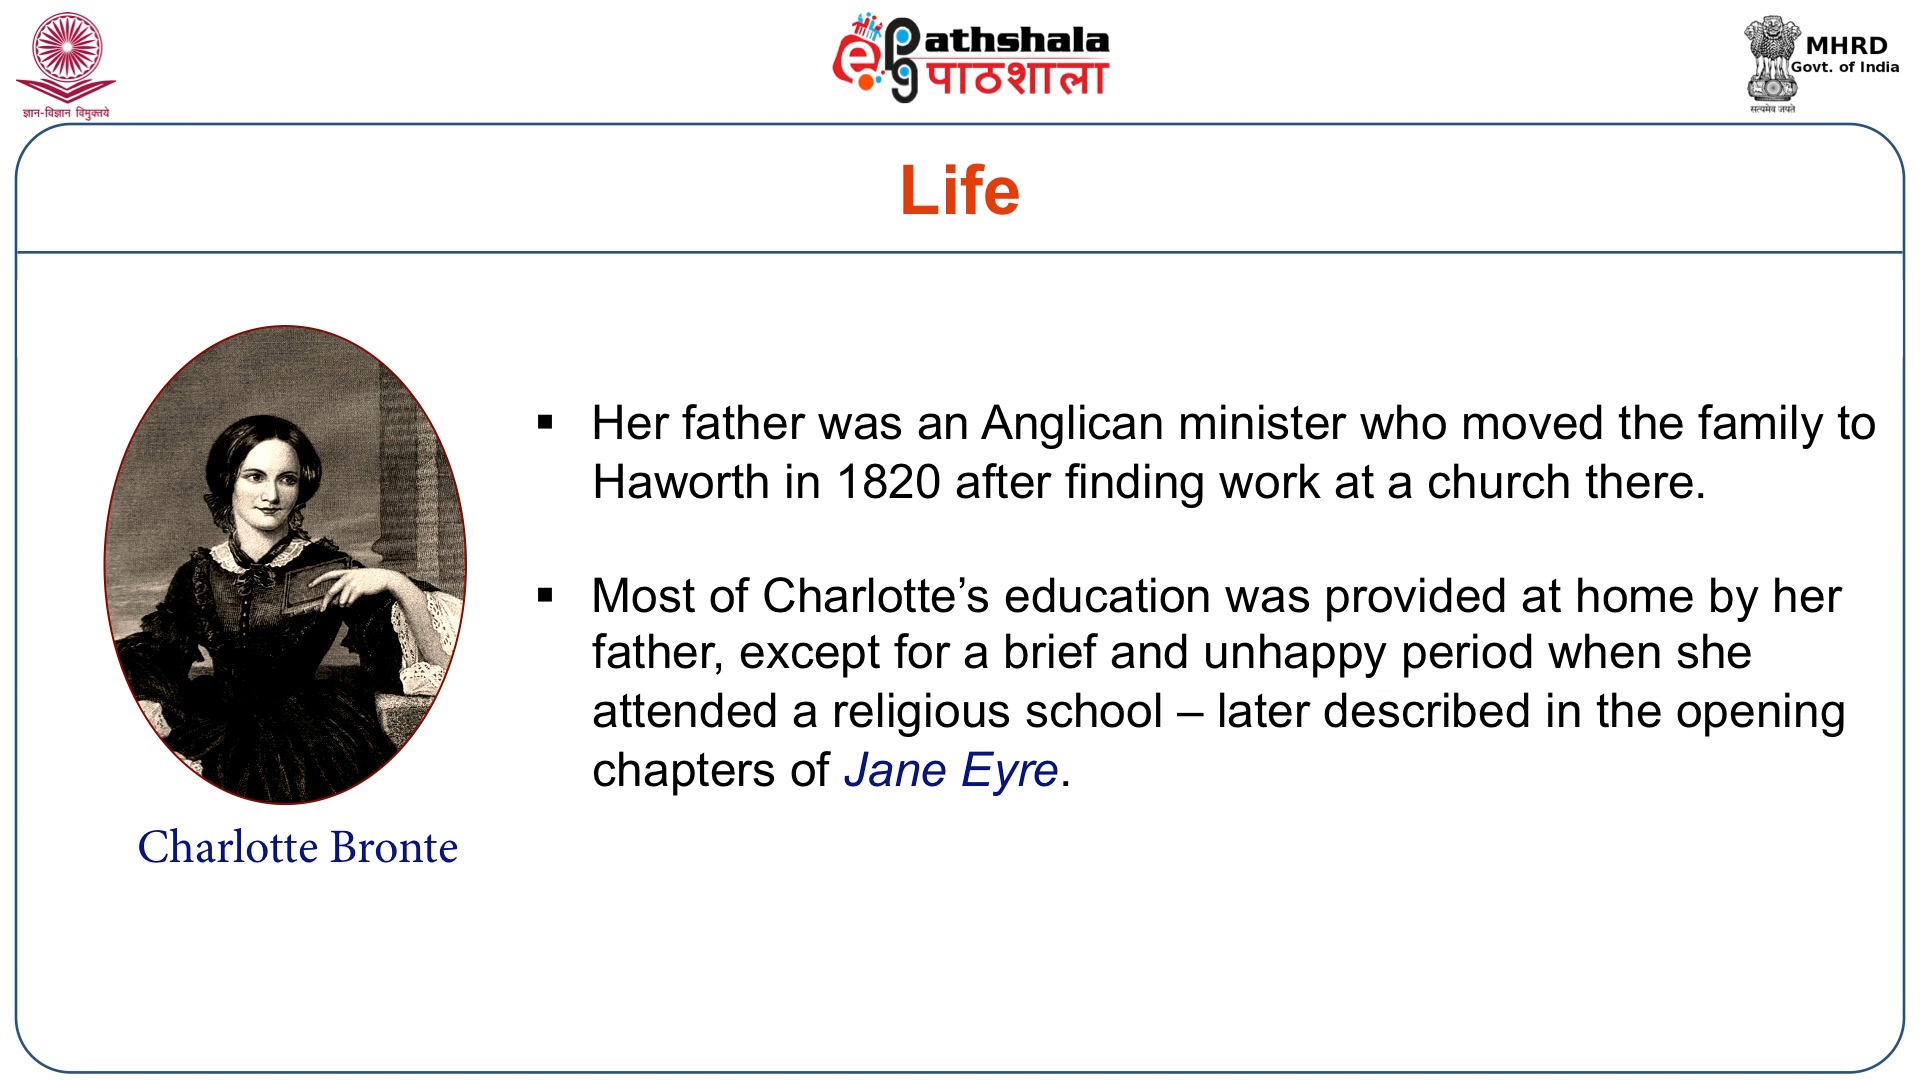 ज्ञान-विज्ञान विमुक्तये
ePg Pathshala
पाठशाला
MHRD
Govt. of India
सत्यमेव जयते
Life
▪ Her father was an Anglican minister who moved the family to
Haworth in 1820 after finding work at a church there.
▪ Most of Charlotte’s education was provided at home by her
father, except for a brief and unhappy period when she
attended a religious school – later described in the opening
chapters of Jane Eyre.
Charlotte Bronte